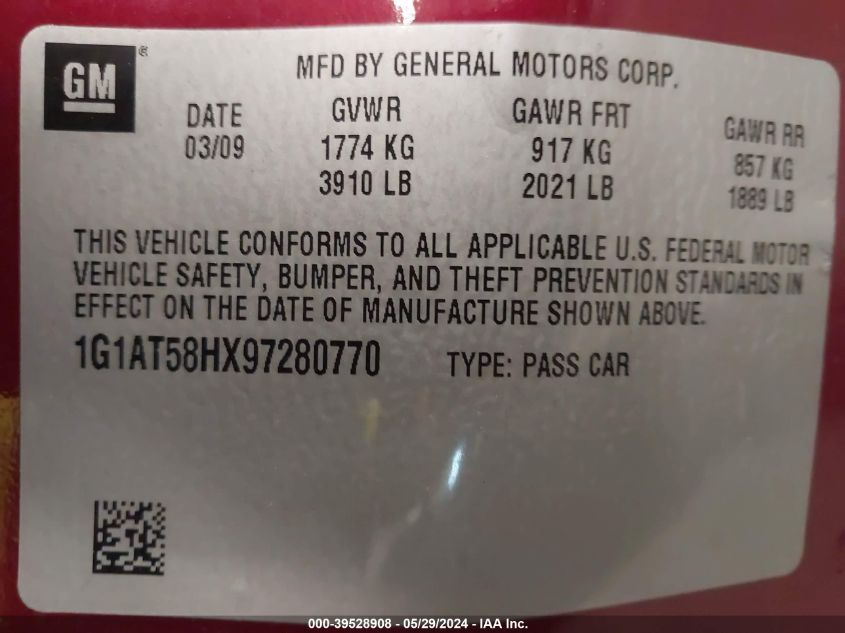 GM®
MFD BY GENERAL MOTORS CORP.
DATE GVWR GAWR FRT GAWR RR
03/09 1774 KG 917 KG 857 KG
3910 LB 2021 LB 1889 LB
THIS VEHICLE CONFORMS TO ALL APPLICABLE U.S. FEDERAL MOTOR
VEHICLE SAFETY, BUMPER, AND THEFT PREVENTION STANDARDS IN
EFFECT ON THE DATE OF MANUFACTURE SHOWN ABOVE.
1G1AT58HX97280770 TYPE: PASS CAR
000-39528908 - 05/29/2024 - IAA Inc.